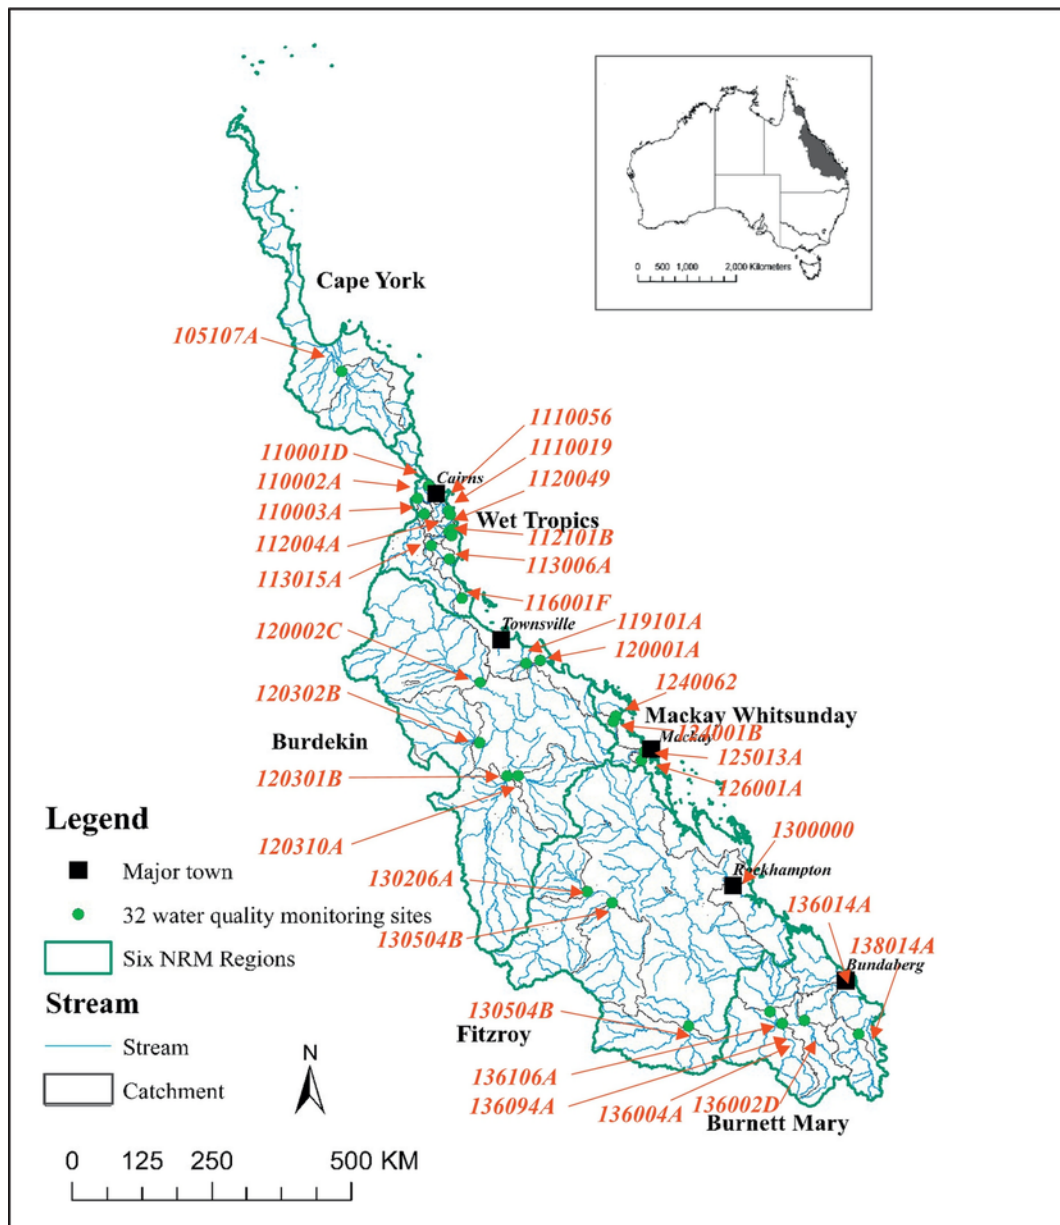 0 500 1,000 2,000 Kilometers
Cape York
105107A
1110056
110001D
1110019
110002A
Cairns
1120049
110003A
Wet Tropics
112004A
112101B
113015A
113006A
116001F
120002C
Townsville
119101A
120001A
120302B
1240062
Mackay Whitsunday
124001B
Burdekin
Mackay
125013A
120301B
126001A
Legend
120310A
1300000
Major town
Rockhampton
130206A
32 water quality monitoring sites
136014A
130504B
138014A
Six NRM Regions
Bundaberg
Stream
130504B
Fitzroy
Stream
N
136106A
Catchment
136094A
136004A
136002D
Burnett Mary
0 125 250 500 KM